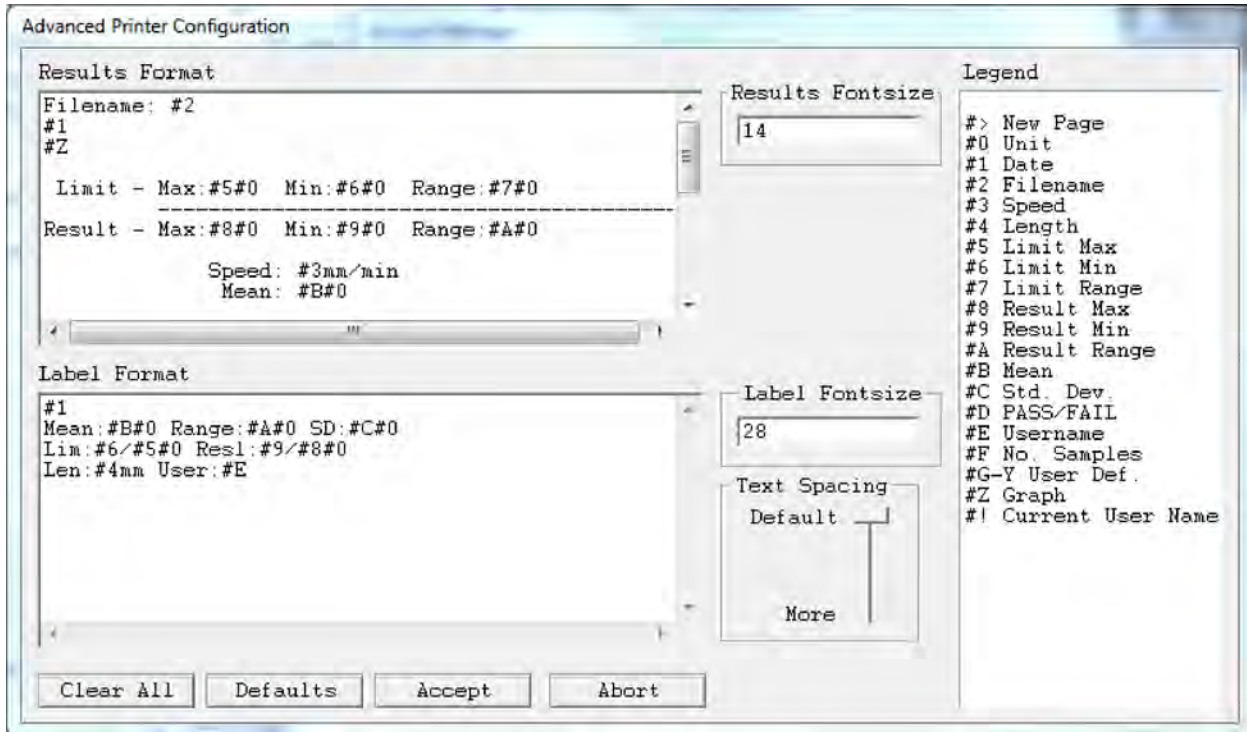 Advanced Printer Configuration
Results Format
Filename: #2
#1
#Z
Limit - Max:#5#0 Min:#6#0 Range:#7#0
--------------------------------------------------
Result - Max:#8#0 Min:#9#0 Range:#A#0
Speed: #3mm/min
Mean: #B#0
Label Format
#1
Mean:#B#0 Range:#A#0 SD:#C#0
Lim:#6/#5#0 Resl:#9/#8#0
Len:#4mm User:#E
Clear All Defaults Accept Abort
Results Fontsize
14
Label Fontsize
28
Text Spacing
Default
More
Legend
#> New Page
#0 Unit
#1 Date
#2 Filename
#3 Speed
#4 Length
#5 Limit Max
#6 Limit Min
#7 Limit Range
#8 Result Max
#9 Result Min
#A Result Range
#B Mean
#C Std. Dev.
#D PASS/FAIL
#E Username
#F No. Samples
#G-Y User Def.
#Z Graph
#! Current User Name